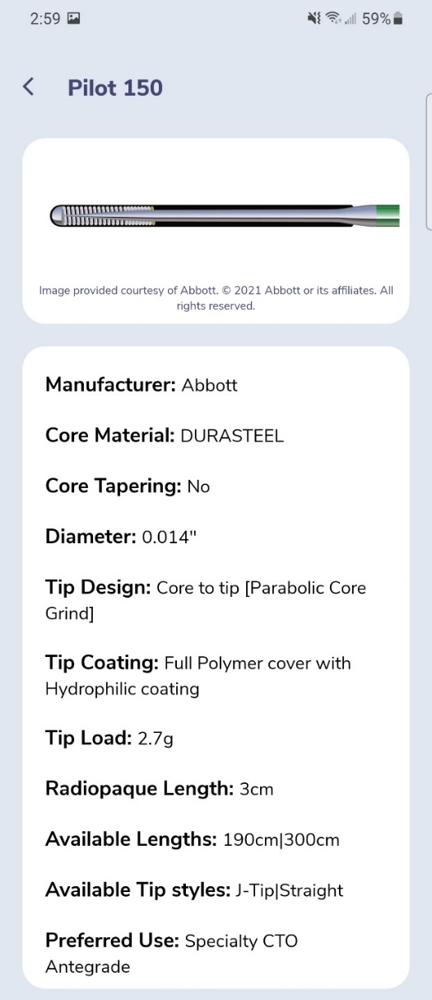 2:59 59%
Pilot 150
Image provided courtesy of Abbott. © 2021 Abbott or its affiliates. All
rights reserved.
Manufacturer: Abbott
Core Material: DURASTEEL
Core Tapering: No
Diameter: 0.014"
Tip Design: Core to tip [Parabolic Core
Grind]
Tip Coating: Full Polymer cover with
Hydrophilic coating
Tip Load: 2.7g
Radiopaque Length: 3cm
Available Lengths: 190cm|300cm
Available Tip styles: J-Tip|Straight
Preferred Use: Specialty CTO
Antegrade